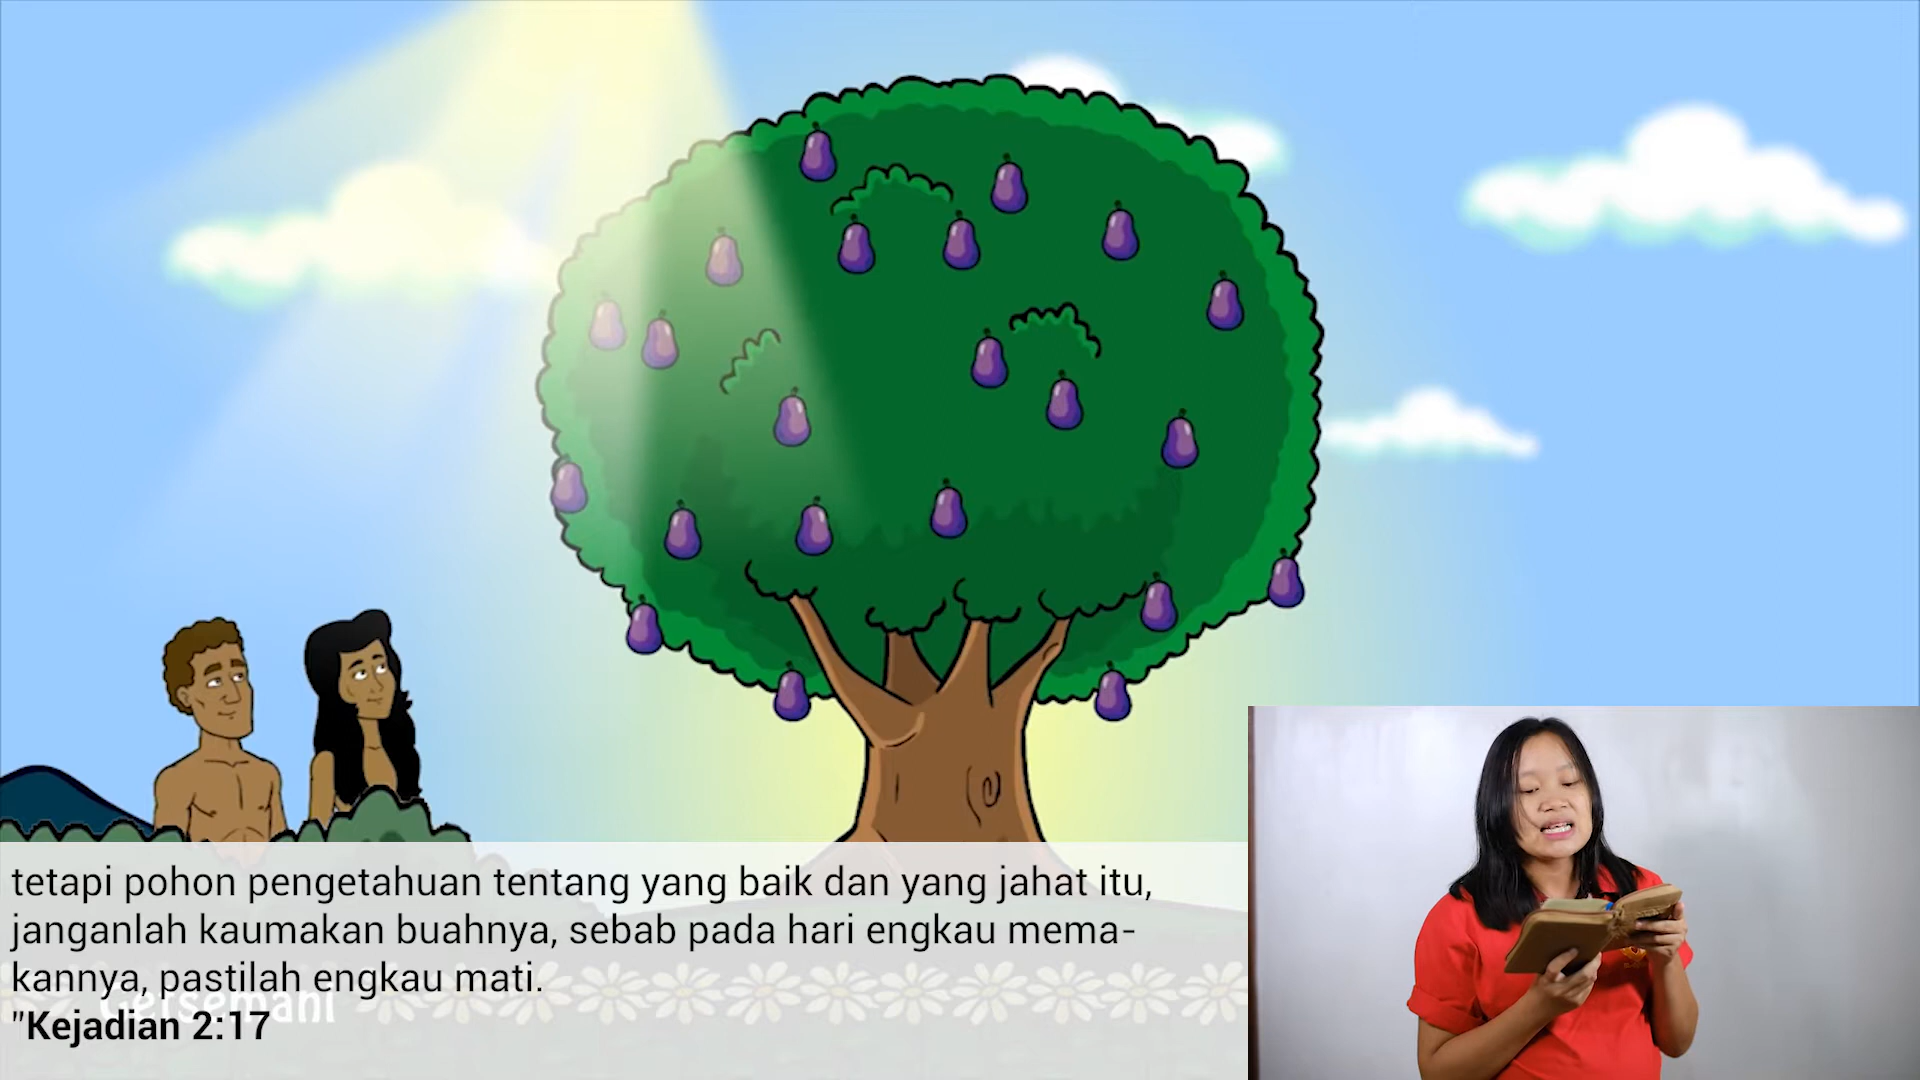 tetapi pohon pengetahuan tentang yang baik dan yang jahat itu,
janganlah kaumakan buahnya, sebab pada hari engkau mema-
kannya, pastilah engkau mati.
Getsemani
"Kejadian 2:17